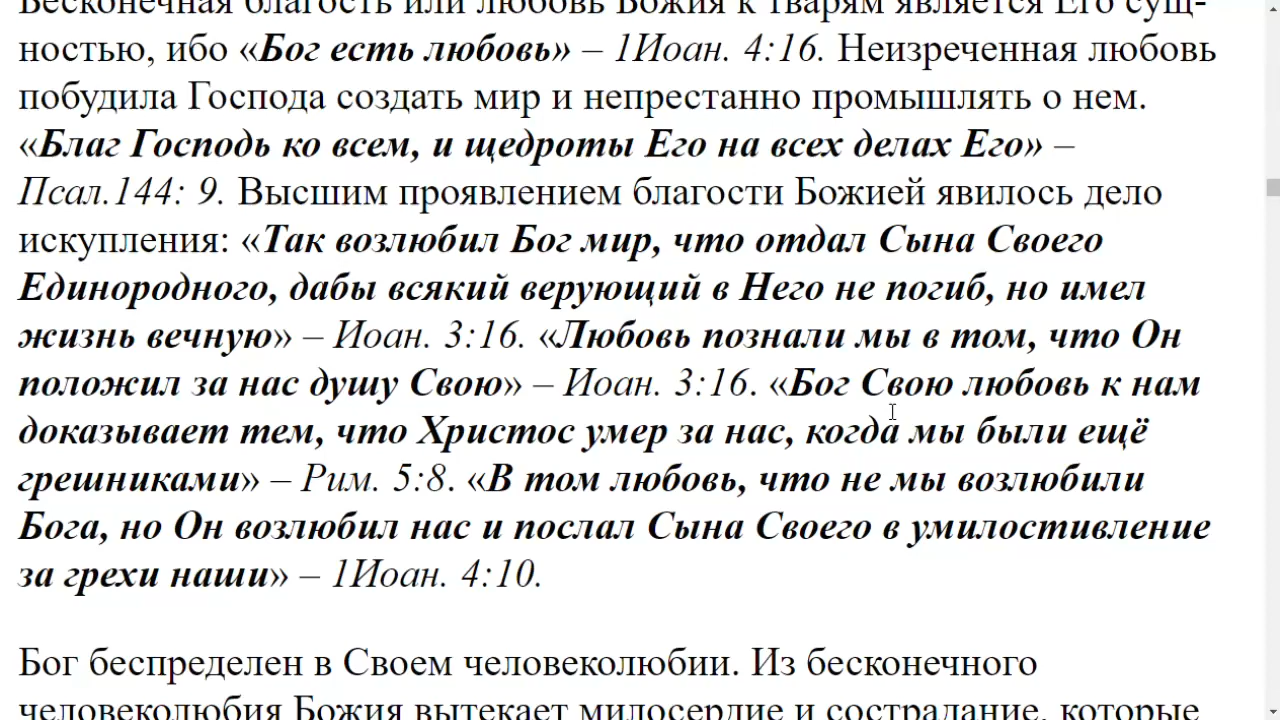 Бесконечная благость или любовь Божия к тварям является Его сущ-
ностью, ибо «Бог есть любовь» – 1Иоан. 4:16. Неизреченная любовь
побудила Господа создать мир и непрестанно промышлять о нем.
«Благ Господь ко всем, и щедроты Его на всех делах Его» –
Псал.144: 9. Высшим проявлением благости Божией явилось дело
искупления: «Так возлюбил Бог мир, что отдал Сына Своего
Единородного, дабы всякий верующий в Него не погиб, но имел
жизнь вечную» – Иоан. 3:16. «Любовь познали мы в том, что Он
положил за нас душу Свою» – Иоан. 3:16. «Бог Свою любовь к нам
доказывает тем, что Христос умер за нас, когда мы были ещё
грешниками» – Рим. 5:8. «В том любовь, что не мы возлюбили
Бога, но Он возлюбил нас и послал Сына Своего в умилостивление
за грехи наши» – 1Иоан. 4:10.
Бог беспределен в Своем человеколюбии. Из бесконечного
человеколюбия Божия вытекает милосердие и сострадание, которые